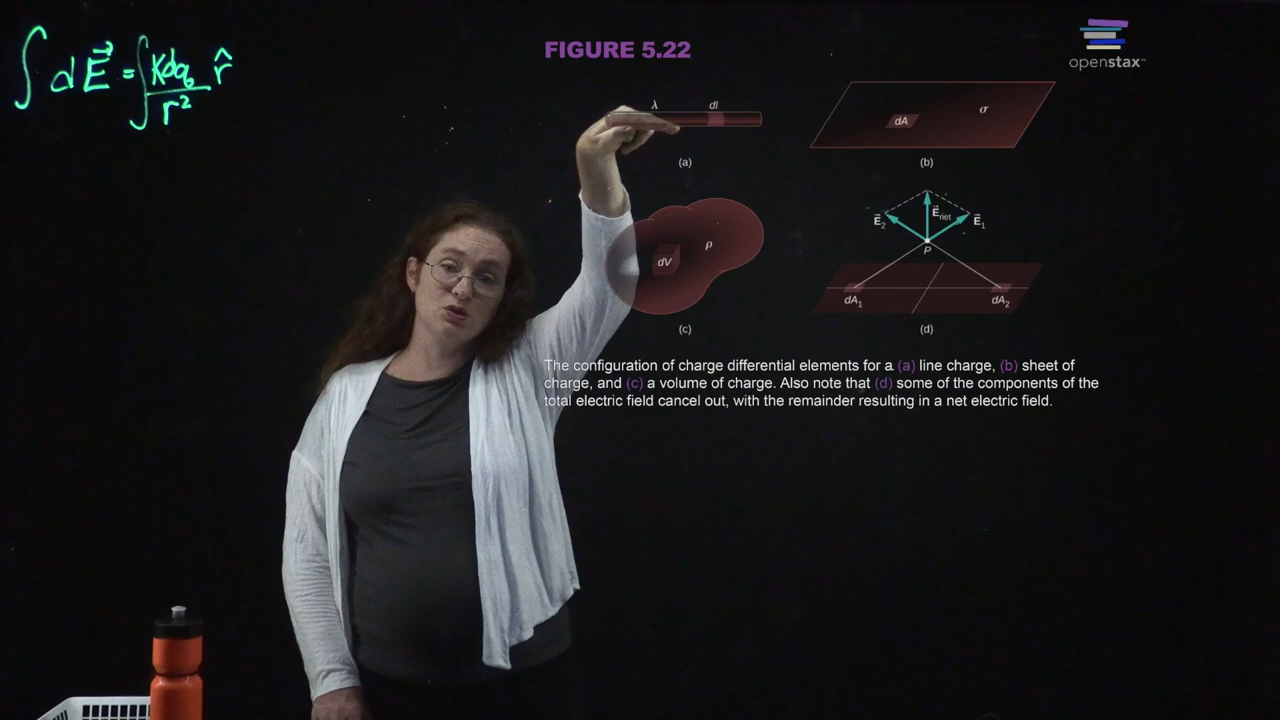 ∫ dE⃗ = ∫ Kdq/r² r̂
FIGURE 5.22
openstax™
λ dl
(a)
dA σ
(b)
dV ρ
(c)
E⃗₂ E⃗net E⃗₁
P
dA₁ dA₂
(d)
The configuration of charge differential elements for a (a) line charge, (b) sheet of
charge, and (c) a volume of charge. Also note that (d) some of the components of the
total electric field cancel out, with the remainder resulting in a net electric field.